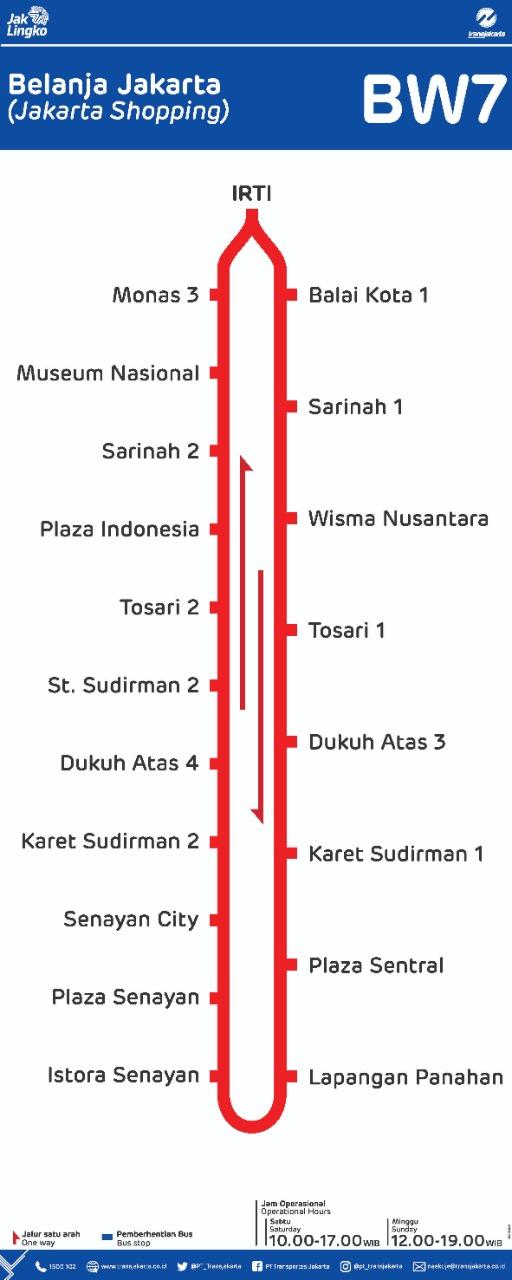 Jak
Lingko
transjakarta
Belanja Jakarta
(Jakarta Shopping)
BW7
IRTI
Monas 3
Balai Kota 1
Museum Nasional
Sarinah 1
Sarinah 2
Wisma Nusantara
Plaza Indonesia
Tosari 2
Tosari 1
St. Sudirman 2
Dukuh Atas 3
Dukuh Atas 4
Karet Sudirman 2
Karet Sudirman 1
Senayan City
Plaza Sentral
Plaza Senayan
Istora Senayan
Lapangan Panahan
Jalur satu arah
One way
Pemberhentian Bus
Bus stop
Jam Operasional
Operational Hours
Sabtu
Saturday
10.00-17.00 WIB
Minggu
Sunday
12.00-19.00 WIB
1500 102
www.transjakarta.co.id
@PT_Transjakarta
PT Transportasi Jakarta
@pt_transjakarta